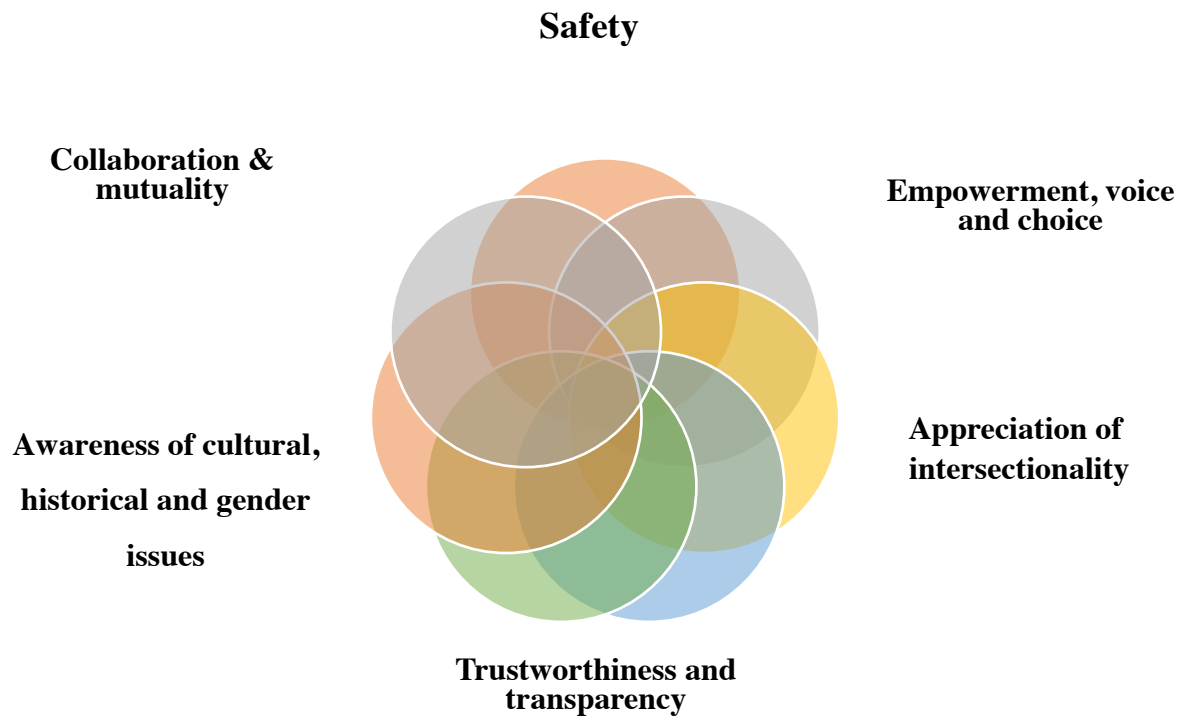 Safety
Collaboration &
mutuality
Empowerment, voice
and choice
Appreciation of
intersectionality
Awareness of cultural,
historical and gender
issues
Trustworthiness and
transparency